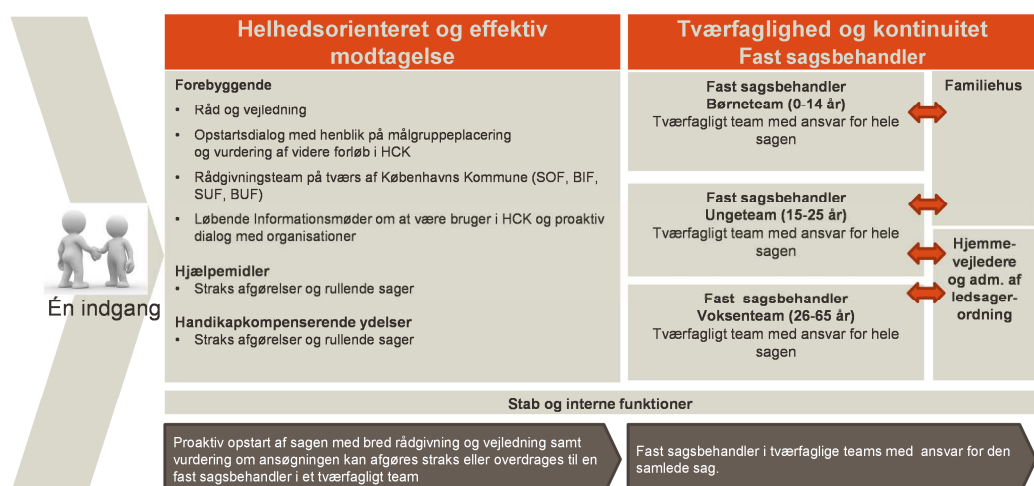 Én indgang
Helhedsorienteret og effektiv
modtagelse
Forebyggende
• Råd og vejledning
• Opstartsdialog med henblik på målgruppeplacering
og vurdering af videre forløb i HCK
• Rådgivningsteam på tværs af Københavns Kommune (SOF, BIF,
SUF, BUF)
• Løbende Informationsmøder om at være bruger i HCK og proaktiv
dialog med organisationer
Hjælpemidler
• Straks afgørelser og rullende sager
Handikapkompenserende ydelser
• Straks afgørelser og rullende sager
Tværfaglighed og kontinuitet
Fast sagsbehandler
Fast sagsbehandler
Børneteam (0-14 år)
Tværfagligt team med ansvar for hele
sagen
Fast sagsbehandler
Ungeteam (15-25 år)
Tværfagligt team med ansvar for hele
sagen
Fast sagsbehandler
Voksenteam (26-65 år)
Tværfagligt team med ansvar for hele
sagen
Familiehus
Hjemme-
vejledere
og adm. af
ledsager-
ordning
Stab og interne funktioner
Proaktiv opstart af sagen med bred rådgivning og vejledning samt
vurdering om ansøgningen kan afgøres straks eller overdrages til en
fast sagsbehandler i et tværfagligt team
Fast sagsbehandler i tværfaglige teams med ansvar for den
samlede sag.